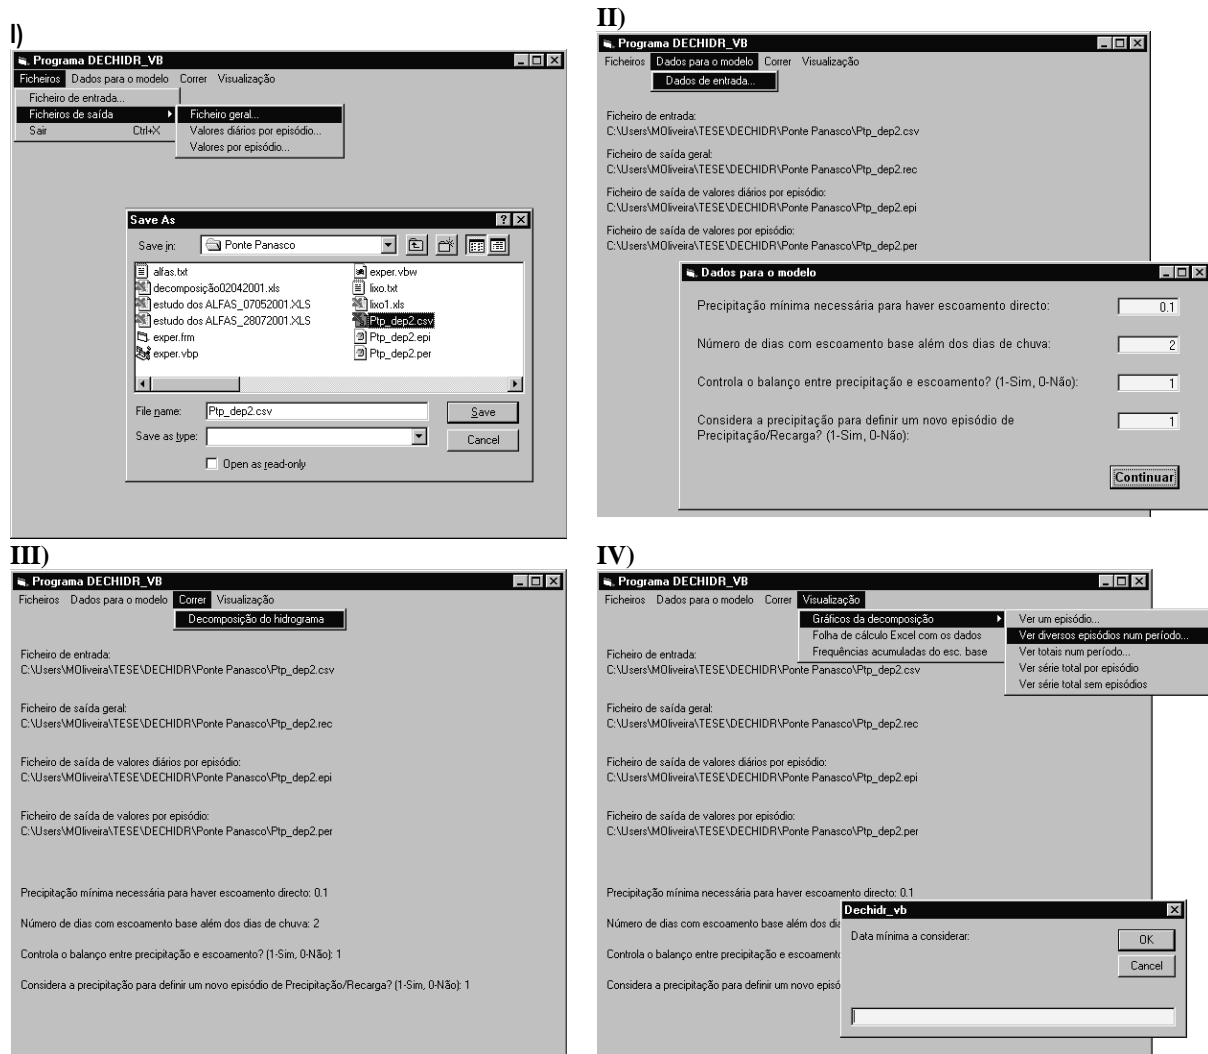 I)
Programa DECHIDR_VB
Ficheiros Dados para o modelo Correr Visualização
Ficheiro de entrada...
Ficheiros de saída
Sair Ctrl+X
Ficheiro geral...
Valores diários por episódio...
Valores por episódio...
Save As
Save in: Ponte Panasco
alfas.txt
decomposição02042001.xls
estudo dos ALFAS_07052001.XLS
estudo dos ALFAS_28072001.XLS
exper.frm
exper.vbp
exper.vbw
lixo.txt
lixo1.xls
Ptp_dep2.csv
Ptp_dep2.epi
Ptp_dep2.per
File name: Ptp_dep2.csv Save
Save as type: Cancel
Open as read-only
II)
Programa DECHIDR_VB
Ficheiros Dados para o modelo Correr Visualização
Dados de entrada...
Ficheiro de entrada:
C:\Users\MOliveira\TESE\DECHIDR\Ponte Panasco\Ptp_dep2.csv
Ficheiro de saída geral:
C:\Users\MOliveira\TESE\DECHIDR\Ponte Panasco\Ptp_dep2.rec
Ficheiro de saída de valores diários por episódio:
C:\Users\MOliveira\TESE\DECHIDR\Ponte Panasco\Ptp_dep2.epi
Ficheiro de saída de valores por episódio:
C:\Users\MOliveira\TESE\DECHIDR\Ponte Panasco\Ptp_dep2.per
Dados para o modelo
Precipitação mínima necessária para haver escoamento directo: 0.1
Número de dias com escoamento base além dos dias de chuva: 2
Controla o balanço entre precipitação e escoamento? (1-Sim, 0-Não): 1
Considera a precipitação para definir um novo episódio de 1
Precipitação/Recarga? (1-Sim, 0-Não):
Continuar
III)
Programa DECHIDR_VB
Ficheiros Dados para o modelo Correr Visualização
Decomposição do hidrograma
Ficheiro de entrada:
C:\Users\MOliveira\TESE\DECHIDR\Ponte Panasco\Ptp_dep2.csv
Ficheiro de saída geral:
C:\Users\MOliveira\TESE\DECHIDR\Ponte Panasco\Ptp_dep2.rec
Ficheiro de saída de valores diários por episódio:
C:\Users\MOliveira\TESE\DECHIDR\Ponte Panasco\Ptp_dep2.epi
Ficheiro de saída de valores por episódio:
C:\Users\MOliveira\TESE\DECHIDR\Ponte Panasco\Ptp_dep2.per
Precipitação mínima necessária para haver escoamento directo: 0.1
Número de dias com escoamento base além dos dias de chuva: 2
Controla o balanço entre precipitação e escoamento? (1-Sim, 0-Não): 1
Considera a precipitação para definir um novo episódio de Precipitação/Recarga? (1-Sim, 0-Não): 1
IV)
Programa DECHIDR_VB
Ficheiros Dados para o modelo Correr Visualização
Gráficos da decomposição
Folha de cálculo Excel com os dados
Frequências acumuladas do esc. base
Ver um episódio...
Ver diversos episódios num período...
Ver totais num período...
Ver série total por episódio
Ver série total sem episódios
Ficheiro de entrada:
C:\Users\MOliveira\TESE\DECHIDR\Ponte Panasco\Ptp_dep2.csv
Ficheiro de saída geral:
C:\Users\MOliveira\TESE\DECHIDR\Ponte Panasco\Ptp_dep2.rec
Ficheiro de saída de valores diários por episódio:
C:\Users\MOliveira\TESE\DECHIDR\Ponte Panasco\Ptp_dep2.epi
Ficheiro de saída de valores por episódio:
C:\Users\MOliveira\TESE\DECHIDR\Ponte Panasco\Ptp_dep2.per
Precipitação mínima necessária para haver escoamento directo: 0.1
Número de dias com escoamento base além dos dia
Controla o balanço entre precipitação e escoamento
Considera a precipitação para definir um novo episó
Dechidr_vb
Data mínima a considerar:
OK
Cancel